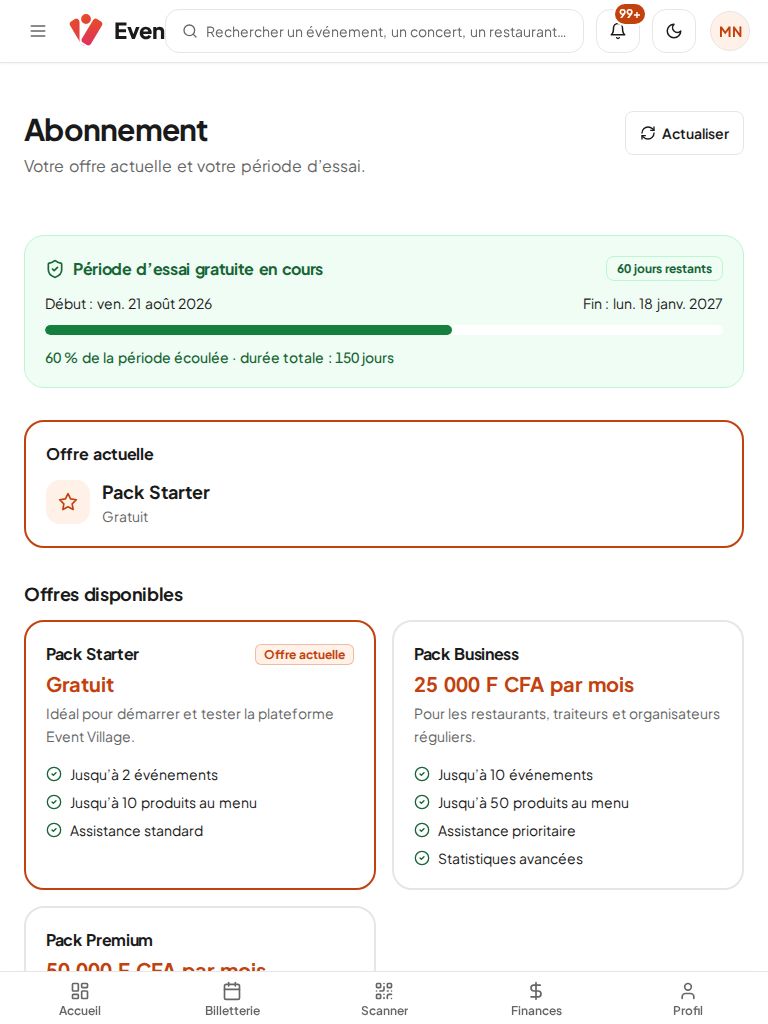 Even
Rechercher un événement, un concert, un restaurant...
99+
MN
Abonnement
Actualiser
Votre offre actuelle et votre période d’essai.
Période d’essai gratuite en cours
60 jours restants
Début : ven. 21 août 2026
Fin : lun. 18 janv. 2027
60 % de la période écoulée · durée totale : 150 jours
Offre actuelle
Pack Starter
Gratuit
Offres disponibles
Pack Starter
Offre actuelle
Gratuit
Idéal pour démarrer et tester la plateforme
Event Village.
Jusqu’à 2 événements
Jusqu’à 10 produits au menu
Assistance standard
Pack Business
25 000 F CFA par mois
Pour les restaurants, traiteurs et organisateurs
réguliers.
Jusqu’à 10 événements
Jusqu’à 50 produits au menu
Assistance prioritaire
Statistiques avancées
Pack Premium
50 000 F CFA par mois
Accueil
Billetterie
Scanner
Finances
Profil